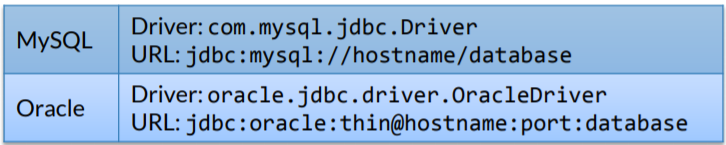 MySQL
Driver: com.mysql.jdbc.Driver
URL: jdbc:mysql://hostname/database
Oracle
Driver: oracle.jdbc.driver.OracleDriver
URL: jdbc:oracle:thin@hostname:port:database